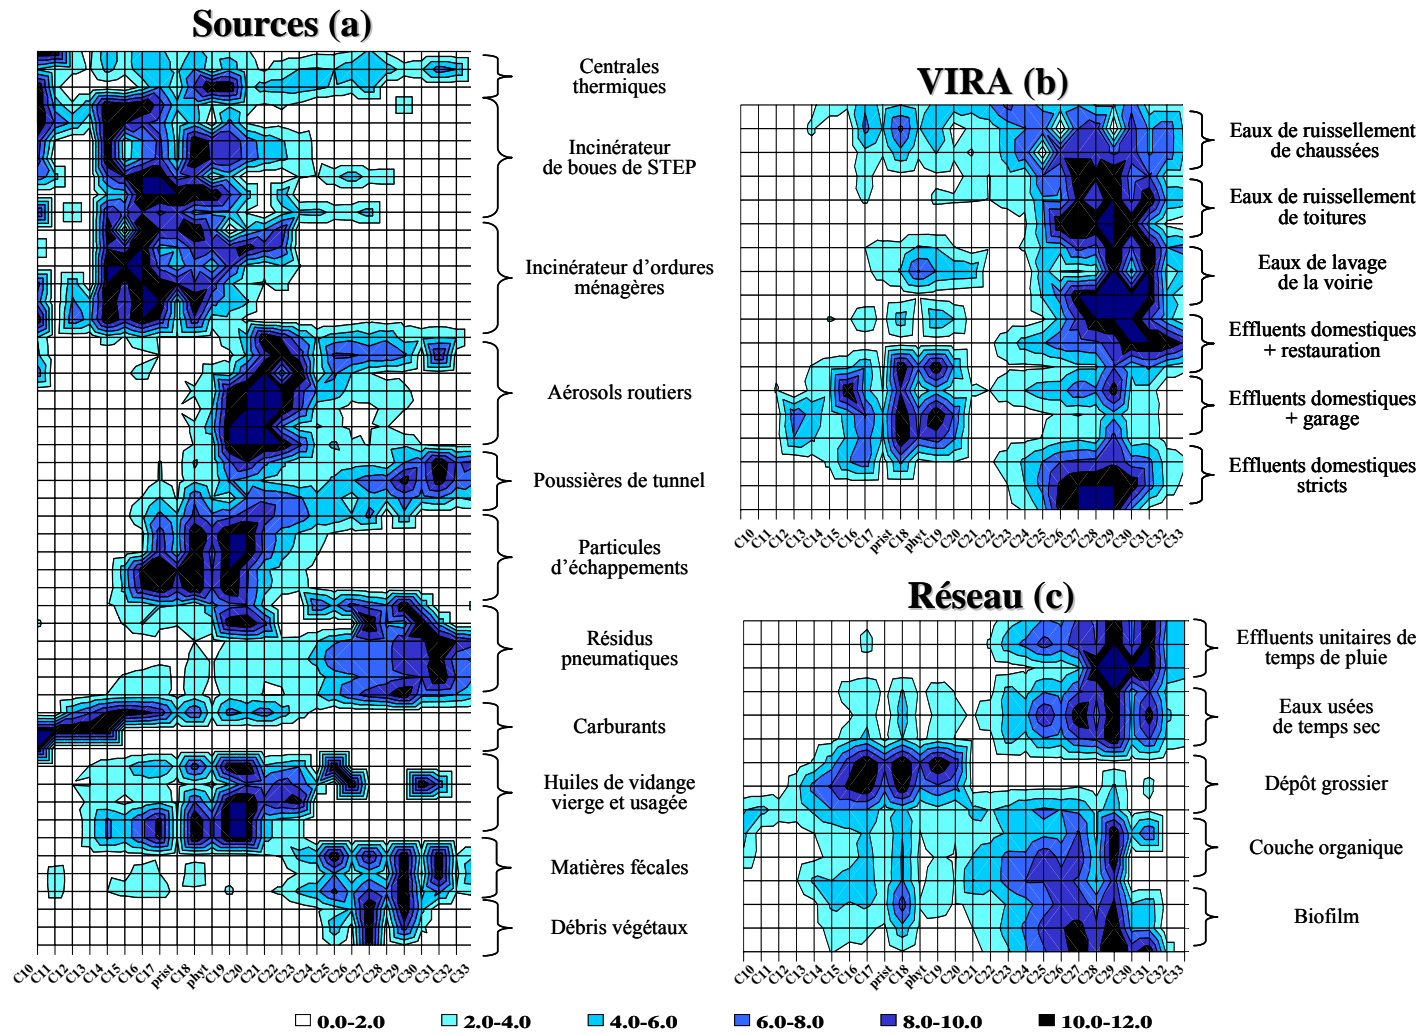 Sources (a)
Centrales
thermiques
Incinérateur
de boues de STEP
Incinérateur d'ordures
ménagères
Aérosols routiers
Poussières de tunnel
Particules
d'échappements
Résidus
pneumatiques
Carburants
Huiles de vidange
vierge et usagée
Matières fécales
Débris végétaux
C10 C11 C12 C13 C14 C15 C16 C17 prist C18 phyt C19 C20 C21 C22 C23 C24 C25 C26 C27 C28 C29 C30 C31 C32 C33
VIRA (b)
Eaux de ruissellement
de chaussées
Eaux de ruissellement
de toitures
Eaux de lavage
de la voirie
Effluents domestiques
+ restauration
Effluents domestiques
+ garage
Effluents domestiques
stricts
C10 C11 C12 C13 C14 C15 C16 C17 prist C18 phyt C19 C20 C21 C22 C23 C24 C25 C26 C27 C28 C29 C30 C31 C32 C33
Réseau (c)
Effluents unitaires de
temps de pluie
Eaux usées
de temps sec
Dépôt grossier
Couche organique
Biofilm
C10 C11 C12 C13 C14 C15 C16 C17 prist C18 phyt C19 C20 C21 C22 C23 C24 C25 C26 C27 C28 C29 C30 C31 C32 C33
0.0-2.0 2.0-4.0 4.0-6.0 6.0-8.0 8.0-10.0 10.0-12.0